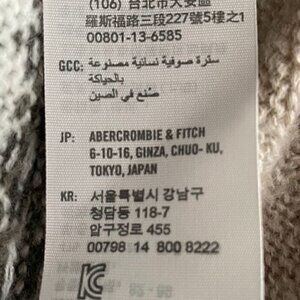 (106) 台北市大安區
羅斯福路三段227號5樓之1
00801-13-6585
GCC: سترة صوفية نسائية مصنوعة
بالحياكة
صنع في الصين
JP: ABERCROMBIE & FITCH
6-10-16, GINZA, CHUO- KU,
TOKYO, JAPAN
KR: 서울특별시 강남구
청담동 118-7
압구정로 455
00798 14 800 8222